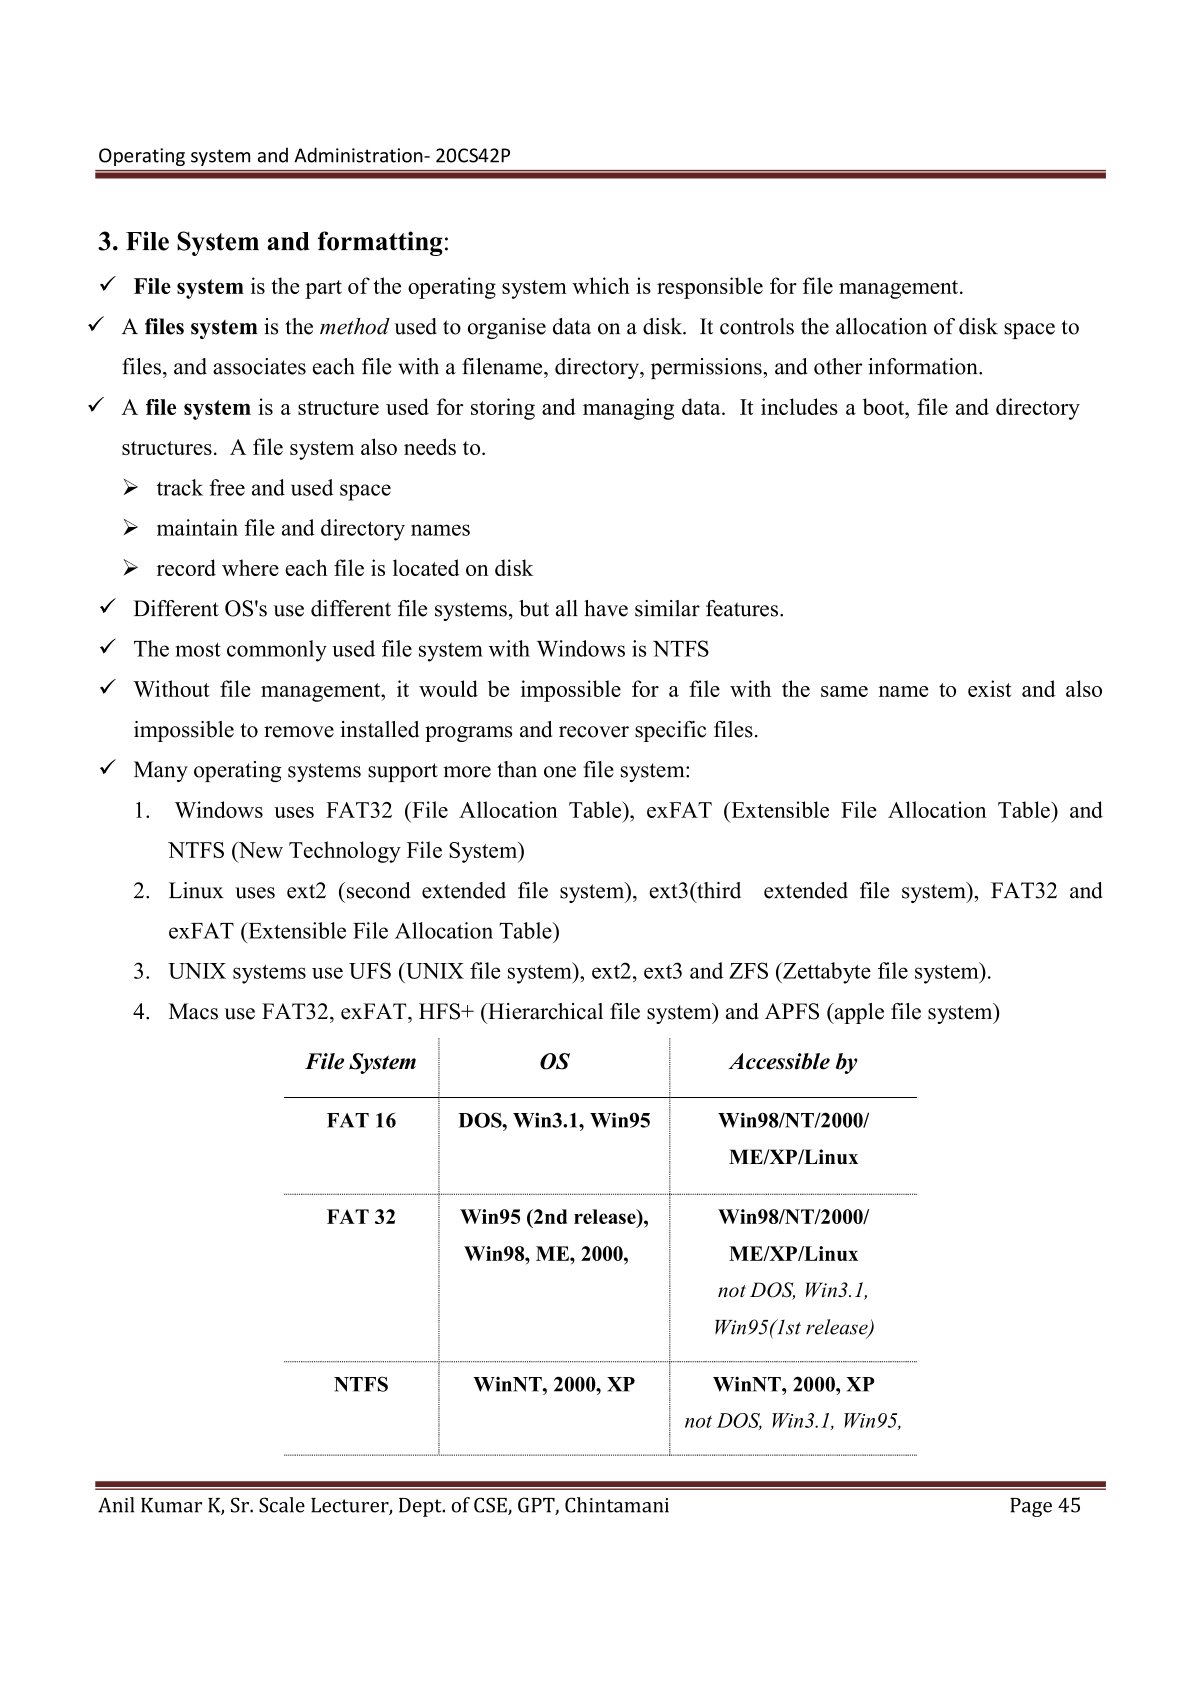 Operating system and Administration- 20CS42P
3. File System and formatting:
✓ File system is the part of the operating system which is responsible for file management.
✓ A files system is the method used to organise data on a disk. It controls the allocation of disk space to
files, and associates each file with a filename, directory, permissions, and other information.
✓ A file system is a structure used for storing and managing data. It includes a boot, file and directory
structures. A file system also needs to.
➢ track free and used space
➢ maintain file and directory names
➢ record where each file is located on disk
✓ Different OS's use different file systems, but all have similar features.
✓ The most commonly used file system with Windows is NTFS
✓ Without file management, it would be impossible for a file with the same name to exist and also
impossible to remove installed programs and recover specific files.
✓ Many operating systems support more than one file system:
1. Windows uses FAT32 (File Allocation Table), exFAT (Extensible File Allocation Table) and
NTFS (New Technology File System)
2. Linux uses ext2 (second extended file system), ext3(third extended file system), FAT32 and
exFAT (Extensible File Allocation Table)
3. UNIX systems use UFS (UNIX file system), ext2, ext3 and ZFS (Zettabyte file system).
4. Macs use FAT32, exFAT, HFS+ (Hierarchical file system) and APFS (apple file system)
File System OS Accessible by
FAT 16 DOS, Win3.1, Win95 Win98/NT/2000/
ME/XP/Linux
FAT 32 Win95 (2nd release), Win98/NT/2000/
Win98, ME, 2000, ME/XP/Linux
not DOS, Win3.1,
Win95(1st release)
NTFS WinNT, 2000, XP WinNT, 2000, XP
not DOS, Win3.1, Win95,
Anil Kumar K, Sr. Scale Lecturer, Dept. of CSE, GPT, Chintamani Page 45